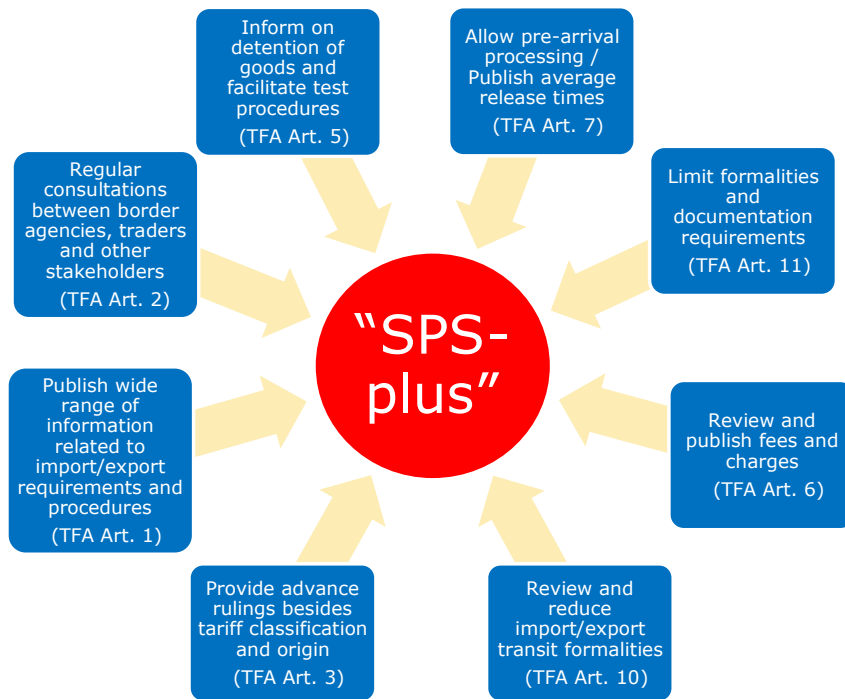 Inform on
detention of
goods and
facilitate test
procedures
(TFA Art. 5)
Allow pre-arrival
processing /
Publish average
release times
(TFA Art. 7)
Regular
consultations
between border
agencies, traders
and other
stakeholders
(TFA Art. 2)
Limit formalities
and
documentation
requirements
(TFA Art. 11)
“SPS-
plus”
Publish wide
range of
information
related to
import/export
requirements and
procedures
(TFA Art. 1)
Review and
publish fees and
charges
(TFA Art. 6)
Provide advance
rulings besides
tariff classification
and origin
(TFA Art. 3)
Review and
reduce
import/export
transit formalities
(TFA Art. 10)